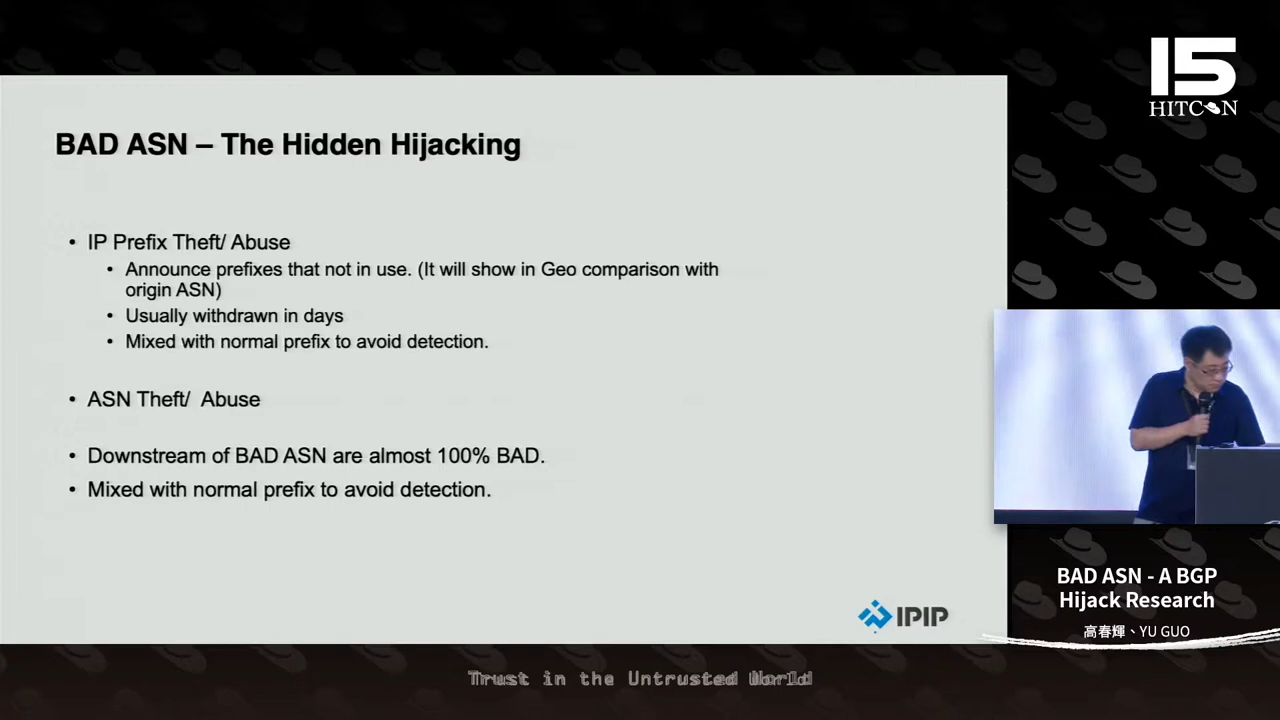 15
HITCON
BAD ASN – The Hidden Hijacking
• IP Prefix Theft/ Abuse
• Announce prefixes that not in use. (It will show in Geo comparison with
origin ASN)
• Usually withdrawn in days
• Mixed with normal prefix to avoid detection.
• ASN Theft/ Abuse
• Downstream of BAD ASN are almost 100% BAD.
• Mixed with normal prefix to avoid detection.
IPIP
BAD ASN - A BGP
Hijack Research
高春輝、YU GUO
Trust in the Untrusted World